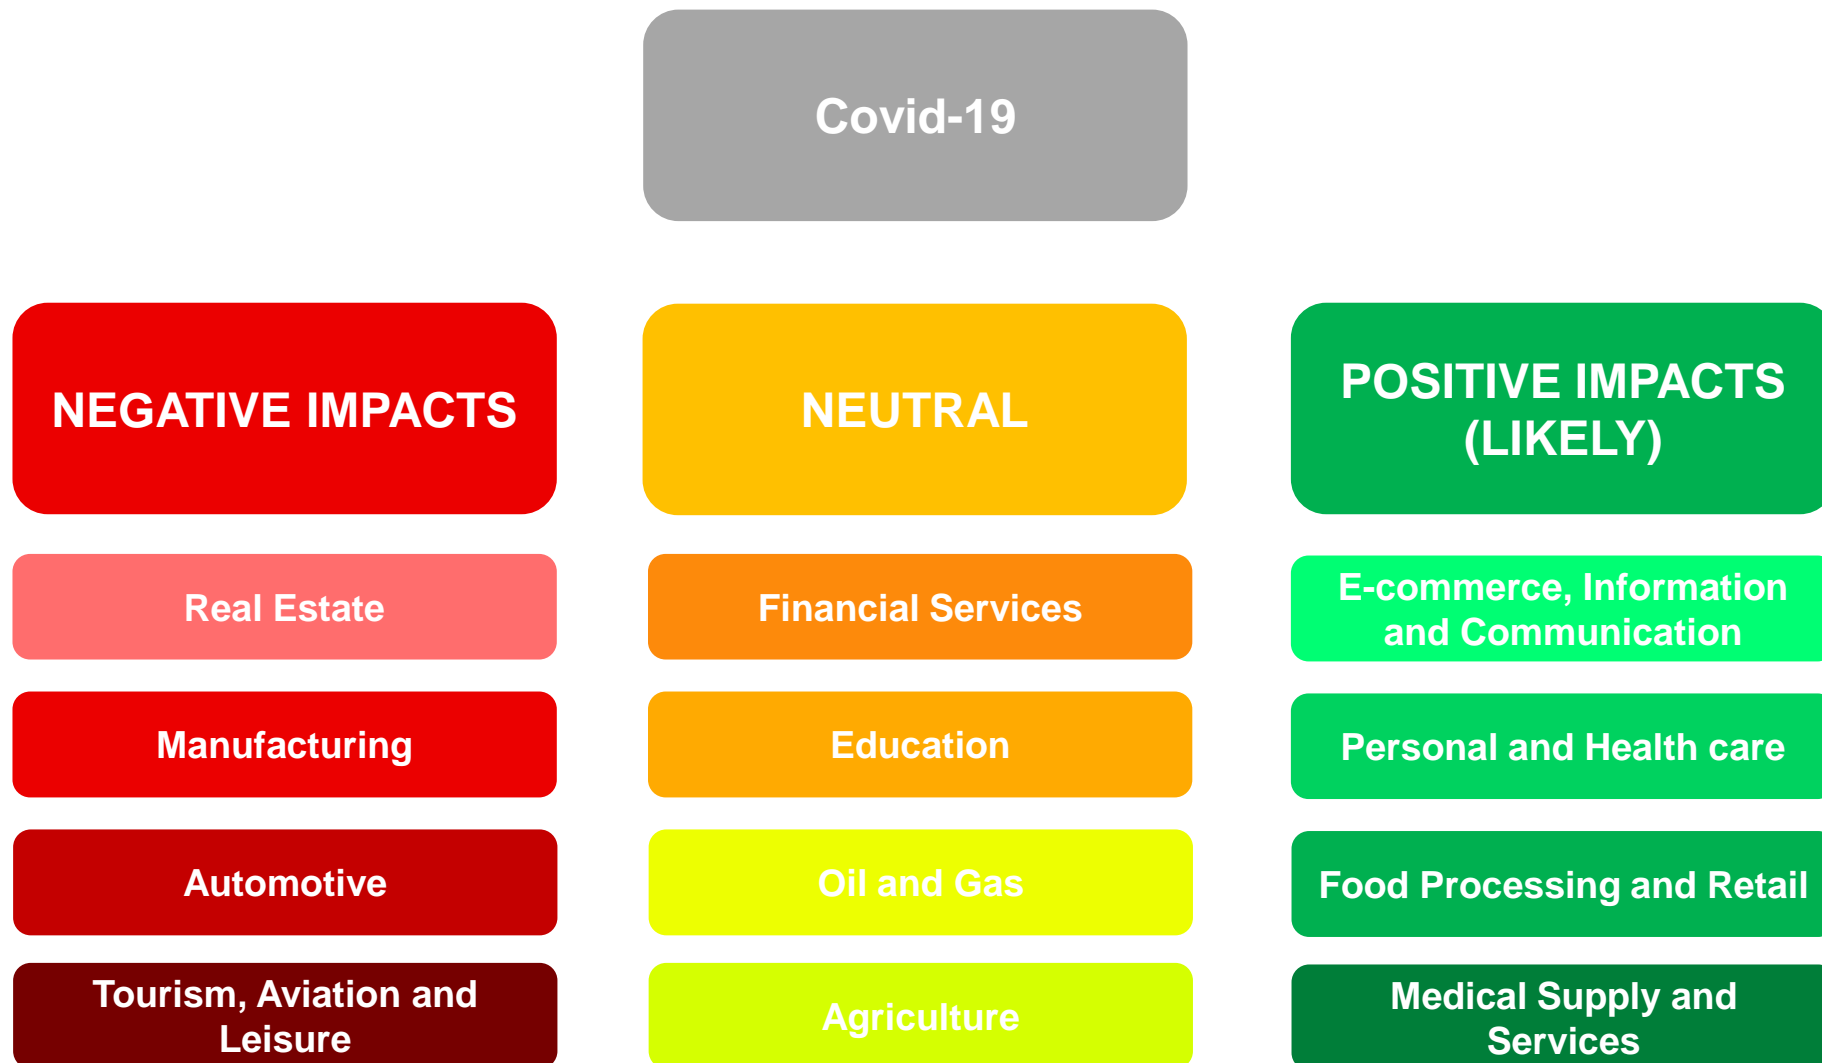 Covid-19
NEGATIVE IMPACTS
NEUTRAL
POSITIVE IMPACTS
(LIKELY)
Real Estate
Financial Services
E-commerce, Information
and Communication
Manufacturing
Education
Personal and Health care
Automotive
Oil and Gas
Food Processing and Retail
Tourism, Aviation and
Leisure
Agriculture
Medical Supply and
Services